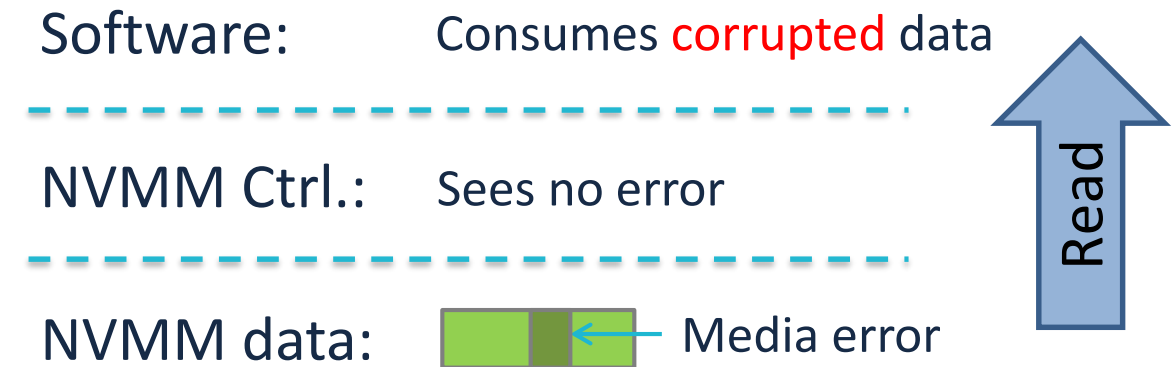 Software: Consumes corrupted data
NVMM Ctrl.: Sees no error
Read
NVMM data: Media error